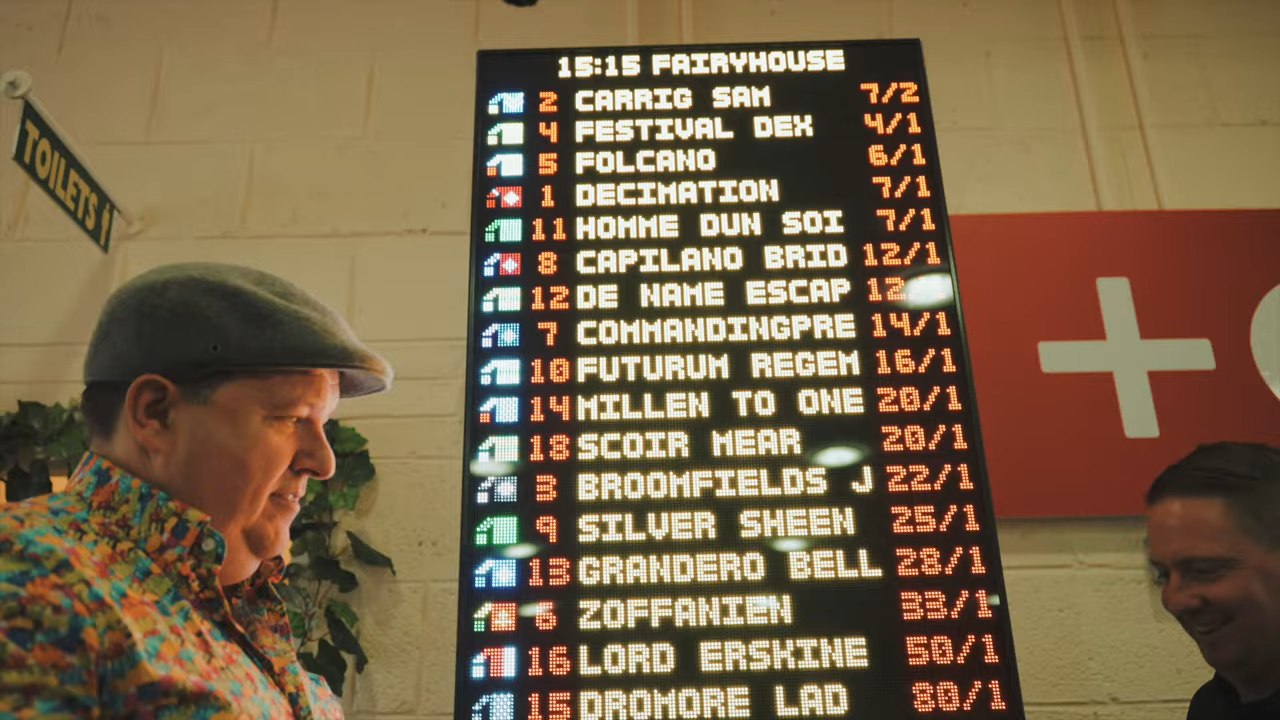 15:15 FAIRYHOUSE
2 CARRIG SAM 7/2
4 FESTIVAL DEX 4/1
5 FOLCANO 6/1
1 DECIMATION 7/1
11 HOMME DUN SOI 7/1
8 CAPILANO BRID 12/1
12 DE NAME ESCAP
7 COMMANDINGPRE 14/1
10 FUTURUM REGEM 16/1
14 MILLEN TO ONE 20/1
18 SCOIR MEAR 20/1
3 BROOMFIELDS J 22/1
9 SILVER SHEEN 25/1
13 GRANDERO BELL 28/1
6 ZOFFANIEN 33/1
16 LORD ERSKINE 50/1
15 DROMORE LAD 80/1
TOILETS